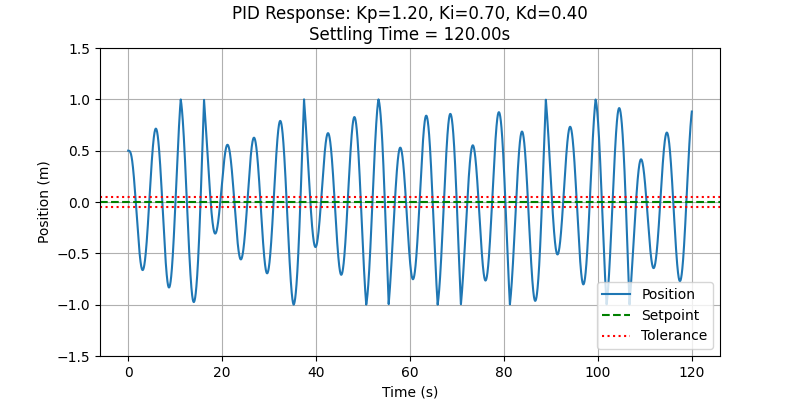 PID Response: Kp=1.20, Ki=0.70, Kd=0.40
Settling Time = 120.00s
1.5
1.0
0.5
0.0
−0.5
−1.0
−1.5
Position (m)
Position
Setpoint
Tolerance
0
20
40
60
80
100
120
Time (s)